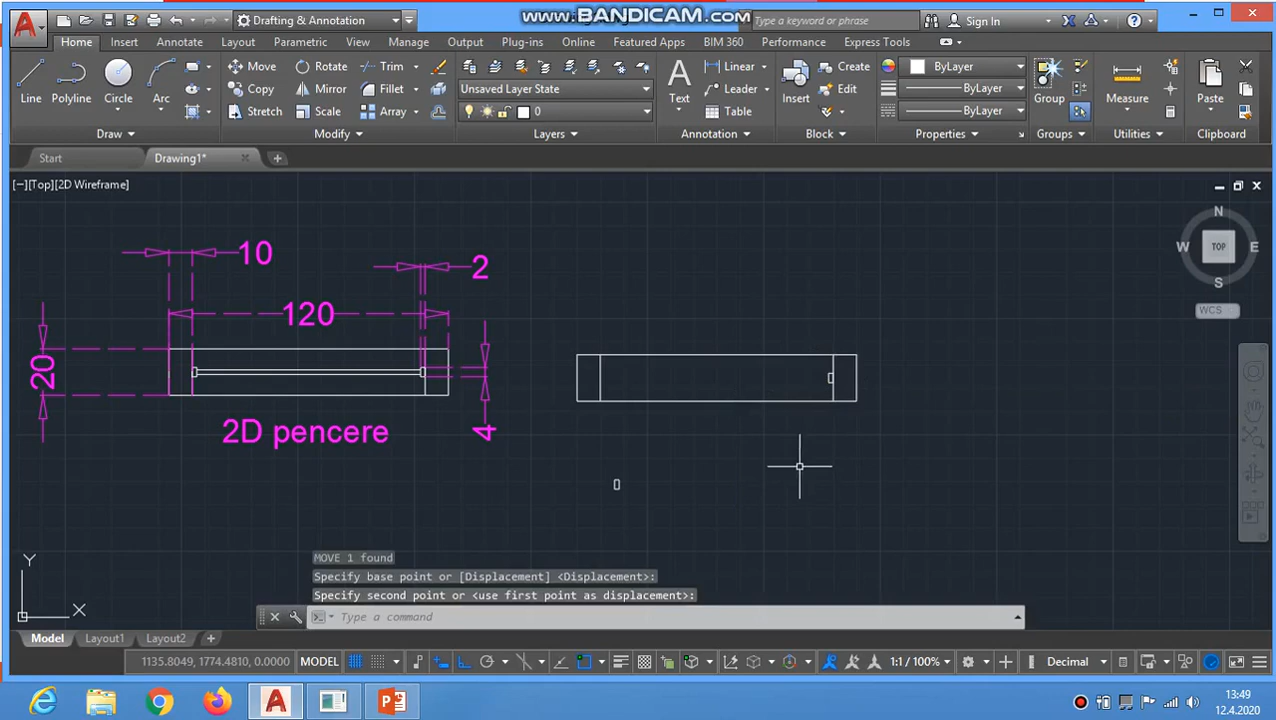 Drafting & Annotation
www.BANDICAM.com
Type a keyword or phrase
Sign In
Home Insert Annotate Layout Parametric View Manage Output Plug-ins Online Featured Apps BIM 360 Performance Express Tools
Line Polyline Circle Arc
Move Rotate Trim
Copy Mirror Fillet
Stretch Scale Array
Unsaved Layer State
0
Text
Linear
Leader
Table
Insert
Create
Edit
ByLayer
ByLayer
ByLayer
Group
Measure
Paste
Draw Modify Layers Annotation Block Properties Groups Utilities Clipboard
Start Drawing1*
[−][Top][2D Wireframe]
N
W TOP E
S
WCS
10
2
120
20
4
2D pencere
Y
X
MOVE 1 found
Specify base point or [Displacement] <Displacement>:
Specify second point or <use first point as displacement>:
Type a command
Model Layout1 Layout2 +
1135.8049, 1774.4810, 0.0000 MODEL 1:1 / 100% Decimal
13:49
12.4.2020